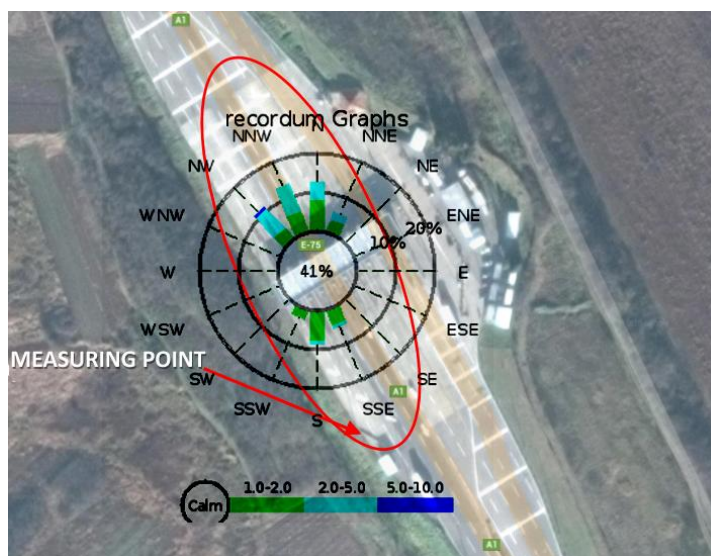 A1
recordum Graphs
N
NNW
NNE
NW
NE
WNW
ENE
20%
10%
E-75
W
41%
E
WSW
ESE
MEASURING POINT
SW
SE
A1
SSW
SSE
S
1.0-2.0 2.0-5.0 5.0-10.0
Calm
A1